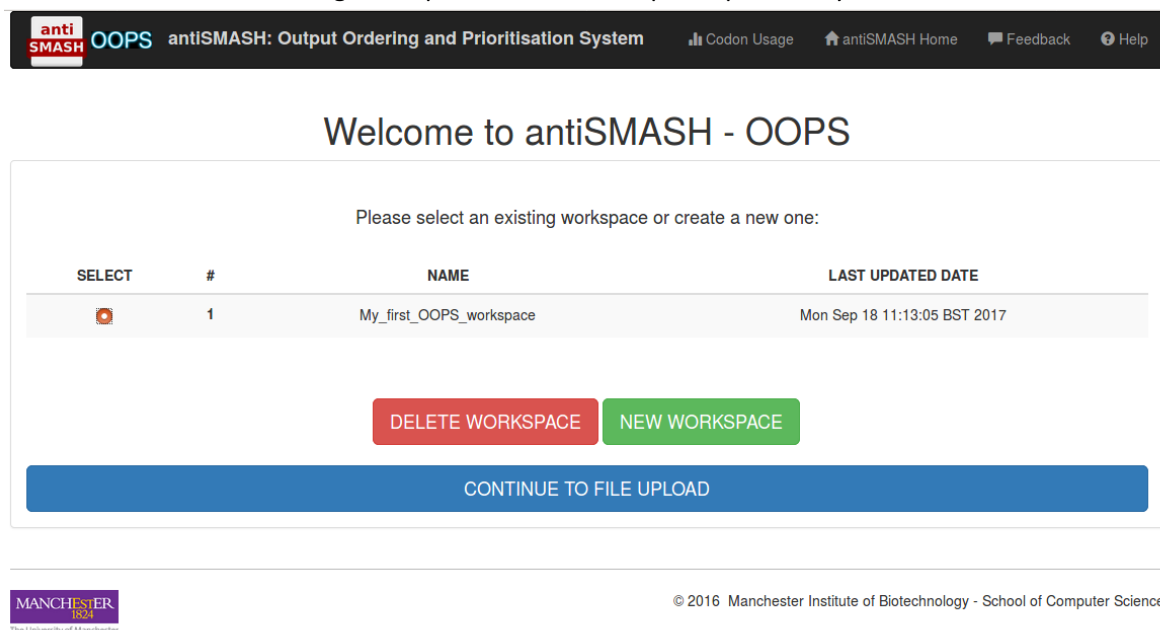 anti
SMASH OOPS antiSMASH: Output Ordering and Prioritisation System Codon Usage antiSMASH Home Feedback Help
Welcome to antiSMASH - OOPS
Please select an existing workspace or create a new one:
SELECT # NAME LAST UPDATED DATE
1 My_first_OOPS_workspace Mon Sep 18 11:13:05 BST 2017
DELETE WORKSPACE NEW WORKSPACE
CONTINUE TO FILE UPLOAD
MANCHESTER
1824
© 2016 Manchester Institute of Biotechnology - School of Computer Science